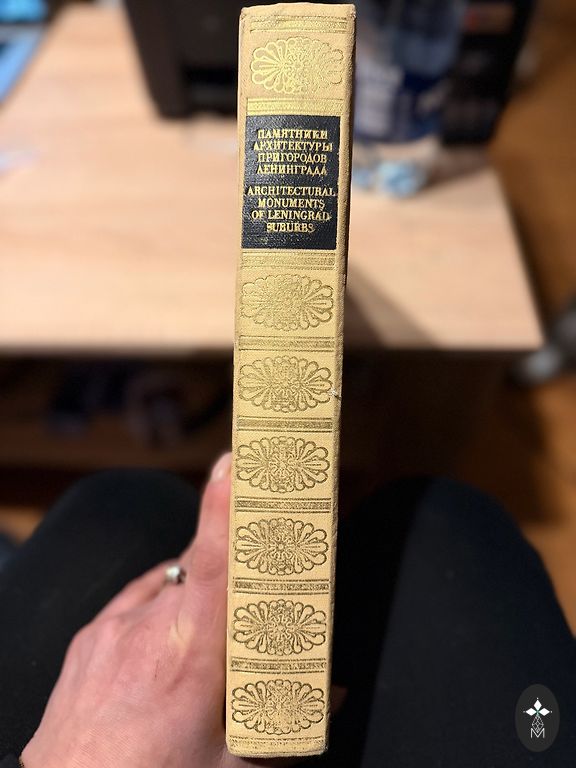 ПАМЯТНИКИ
АРХИТЕКТУРЫ
ПРИГОРОДОВ
ЛЕНИНГРАДА
ARCHITECTURAL
MONUMENTS
OF LENINGRAD
SUBURBS
M